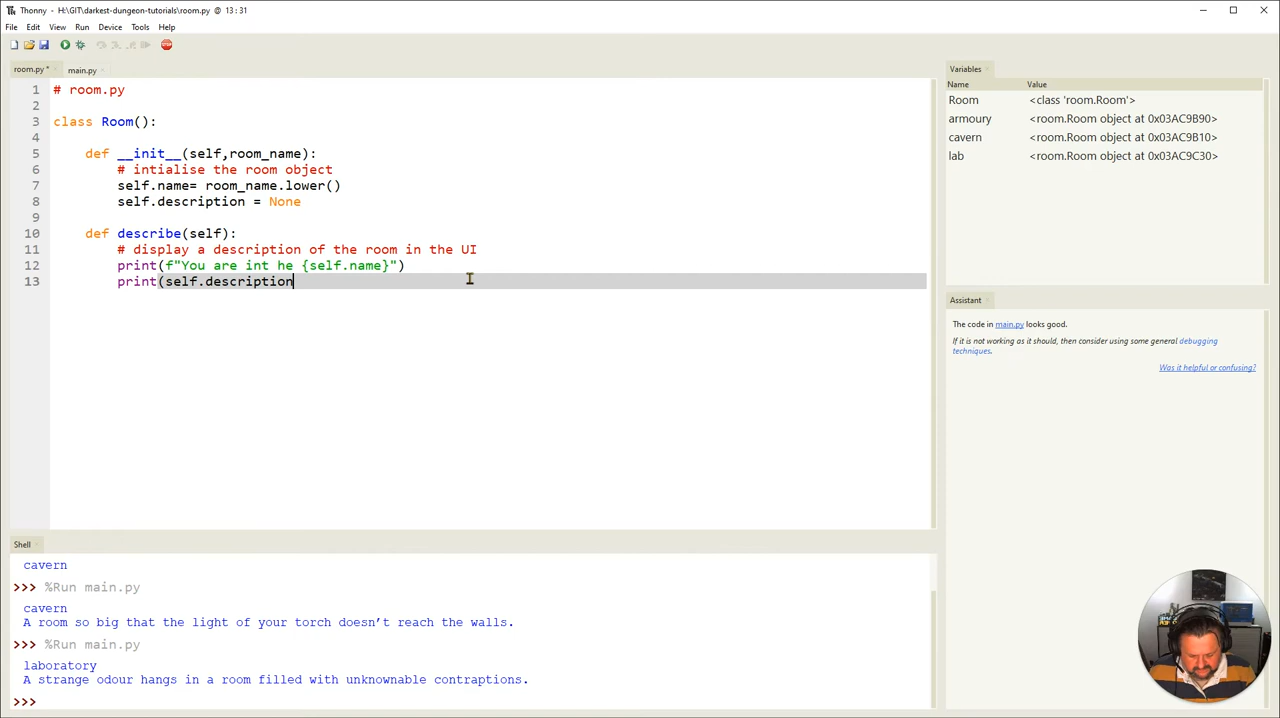 Thonny - H:\GIT\darkest-dungeon-tutorials\room.py @ 13 : 31
File Edit View Run Device Tools Help
room.py * main.py
1 # room.py
2
3 class Room():
4
5 def __init__(self,room_name):
6 # intialise the room object
7 self.name= room_name.lower()
8 self.description = None
9
10 def describe(self):
11 # display a description of the room in the UI
12 print(f"You are int he {self.name}")
13 print(self.description
Variables
Name Value
Room <class 'room.Room'>
armoury <room.Room object at 0x03AC9B90>
cavern <room.Room object at 0x03AC9B10>
lab <room.Room object at 0x03AC9C30>
Assistant
The code in main.py looks good.
If it is not working as it should, then consider using some general debugging
techniques.
Was it helpful or confusing?
Shell
cavern
>>> %Run main.py
cavern
A room so big that the light of your torch doesn’t reach the walls.
>>> %Run main.py
laboratory
A strange odour hangs in a room filled with unknownable contraptions.
>>>